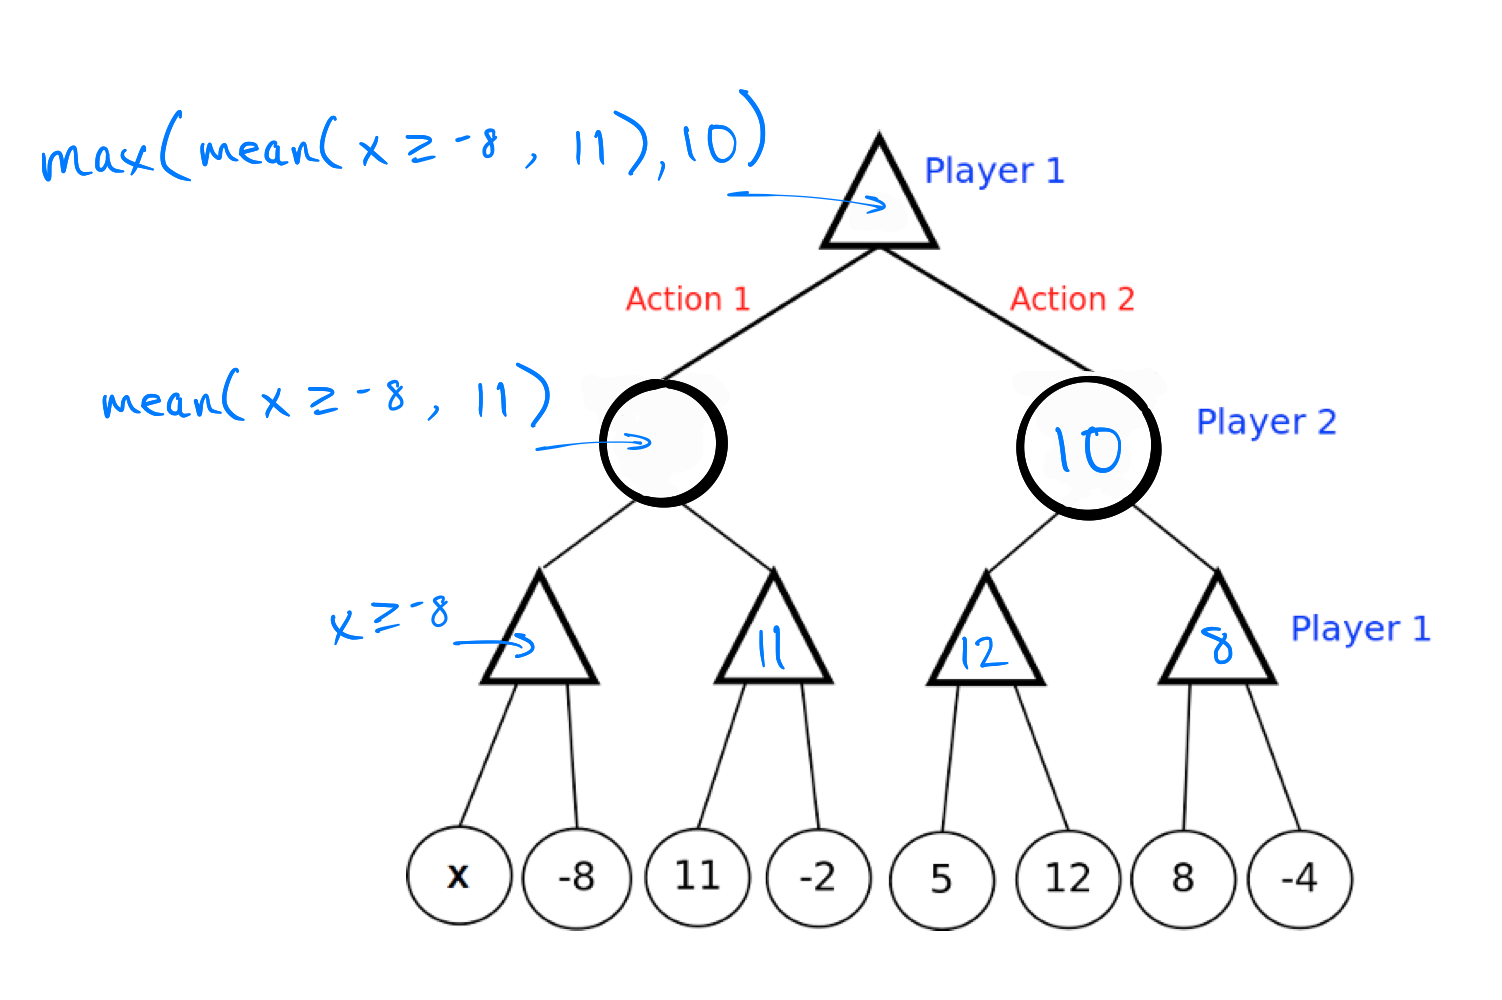 max(mean(x ≥ -8, 11), 10)
Player 1
Action 1
Action 2
mean(x ≥ -8, 11)
10
Player 2
x ≥ -8
11
12
8
Player 1
x
-8
11
-2
5
12
8
-4